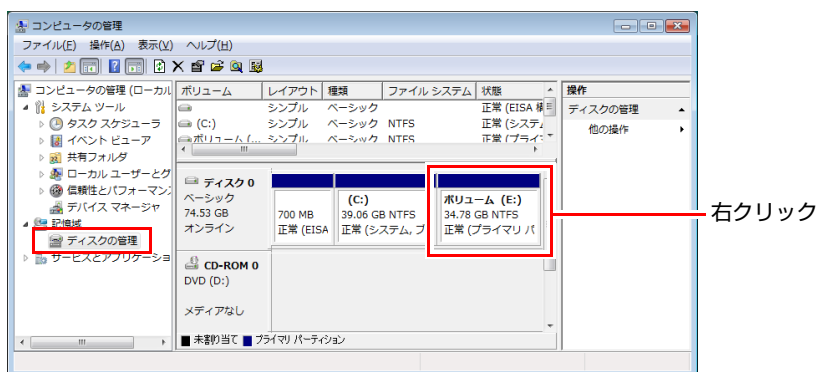 コンピュータの管理
ファイル(F) 操作(A) 表示(V) ヘルプ(H)
コンピュータの管理 (ローカル
システム ツール
タスク スケジューラ
イベント ビューア
共有フォルダ
ローカル ユーザーとグ
信頼性とパフォーマンス
デバイス マネージャ
記憶域
ディスクの管理
サービスとアプリケーショ
ボリューム レイアウト 種類 ファイル システム 状態
シンプル ベーシック 正常 (EISA 構
(C:) シンプル ベーシック NTFS 正常 (システム
ボリューム (... シンプル ベーシック NTFS 正常 (プライマ
ディスク 0
ベーシック
74.53 GB
オンライン
700 MB
正常 (EISA
(C:)
39.06 GB NTFS
正常 (システム, ブ
ボリューム (E:)
34.78 GB NTFS
正常 (プライマリ パ
CD-ROM 0
DVD (D:)
メディアなし
未割り当て プライマリ パーティション
操作
ディスクの管理
他の操作
右クリック